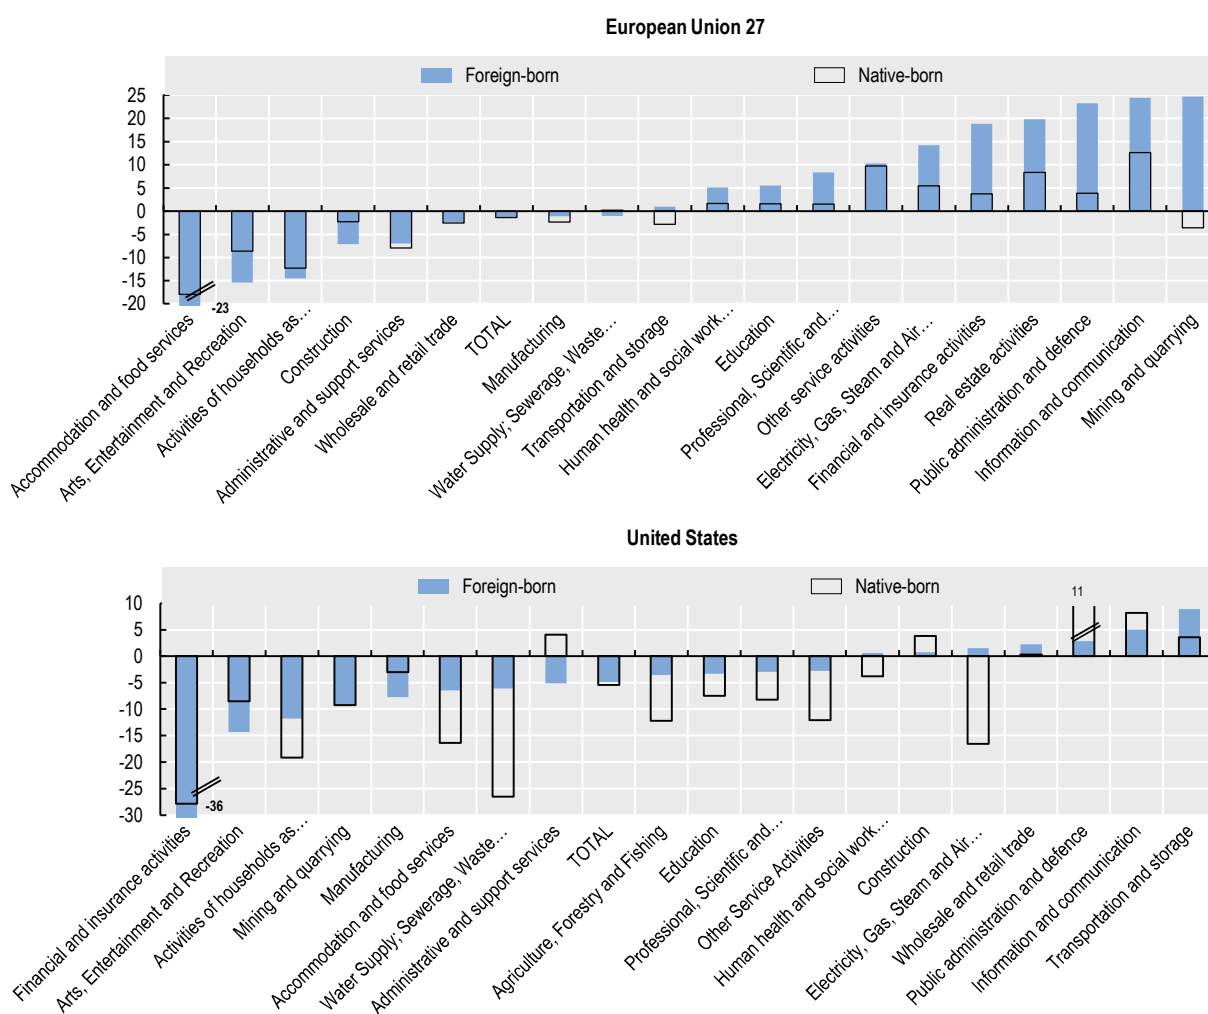 European Union 27
Foreign-born
Native-born
25
20
15
10
5
0
-5
-10
-15
-20
-23
Accommodation and food services
Arts, Entertainment and Recreation
Activities of households as…
Construction
Administrative and support services
Wholesale and retail trade
TOTAL
Manufacturing
Water Supply; Sewerage, Waste…
Transportation and storage
Human health and social work…
Education
Professional, Scientific and…
Other service activities
Electricity, Gas, Steam and Air…
Financial and insurance activities
Real estate activities
Public administration and defence
Information and communication
Mining and quarrying
United States
Foreign-born
Native-born
11
10
5
0
-5
-10
-15
-20
-25
-30
-36
Financial and insurance activities
Arts, Entertainment and Recreation
Activities of households as…
Mining and quarrying
Manufacturing
Accommodation and food services
Water Supply; Sewerage, Waste…
Administrative and support services
TOTAL
Agriculture, Forestry and Fishing
Education
Professional, Scientific and…
Other Service Activities
Human health and social work…
Construction
Electricity, Gas, Steam and Air…
Wholesale and retail trade
Public administration and defence
Information and communication
Transportation and storage